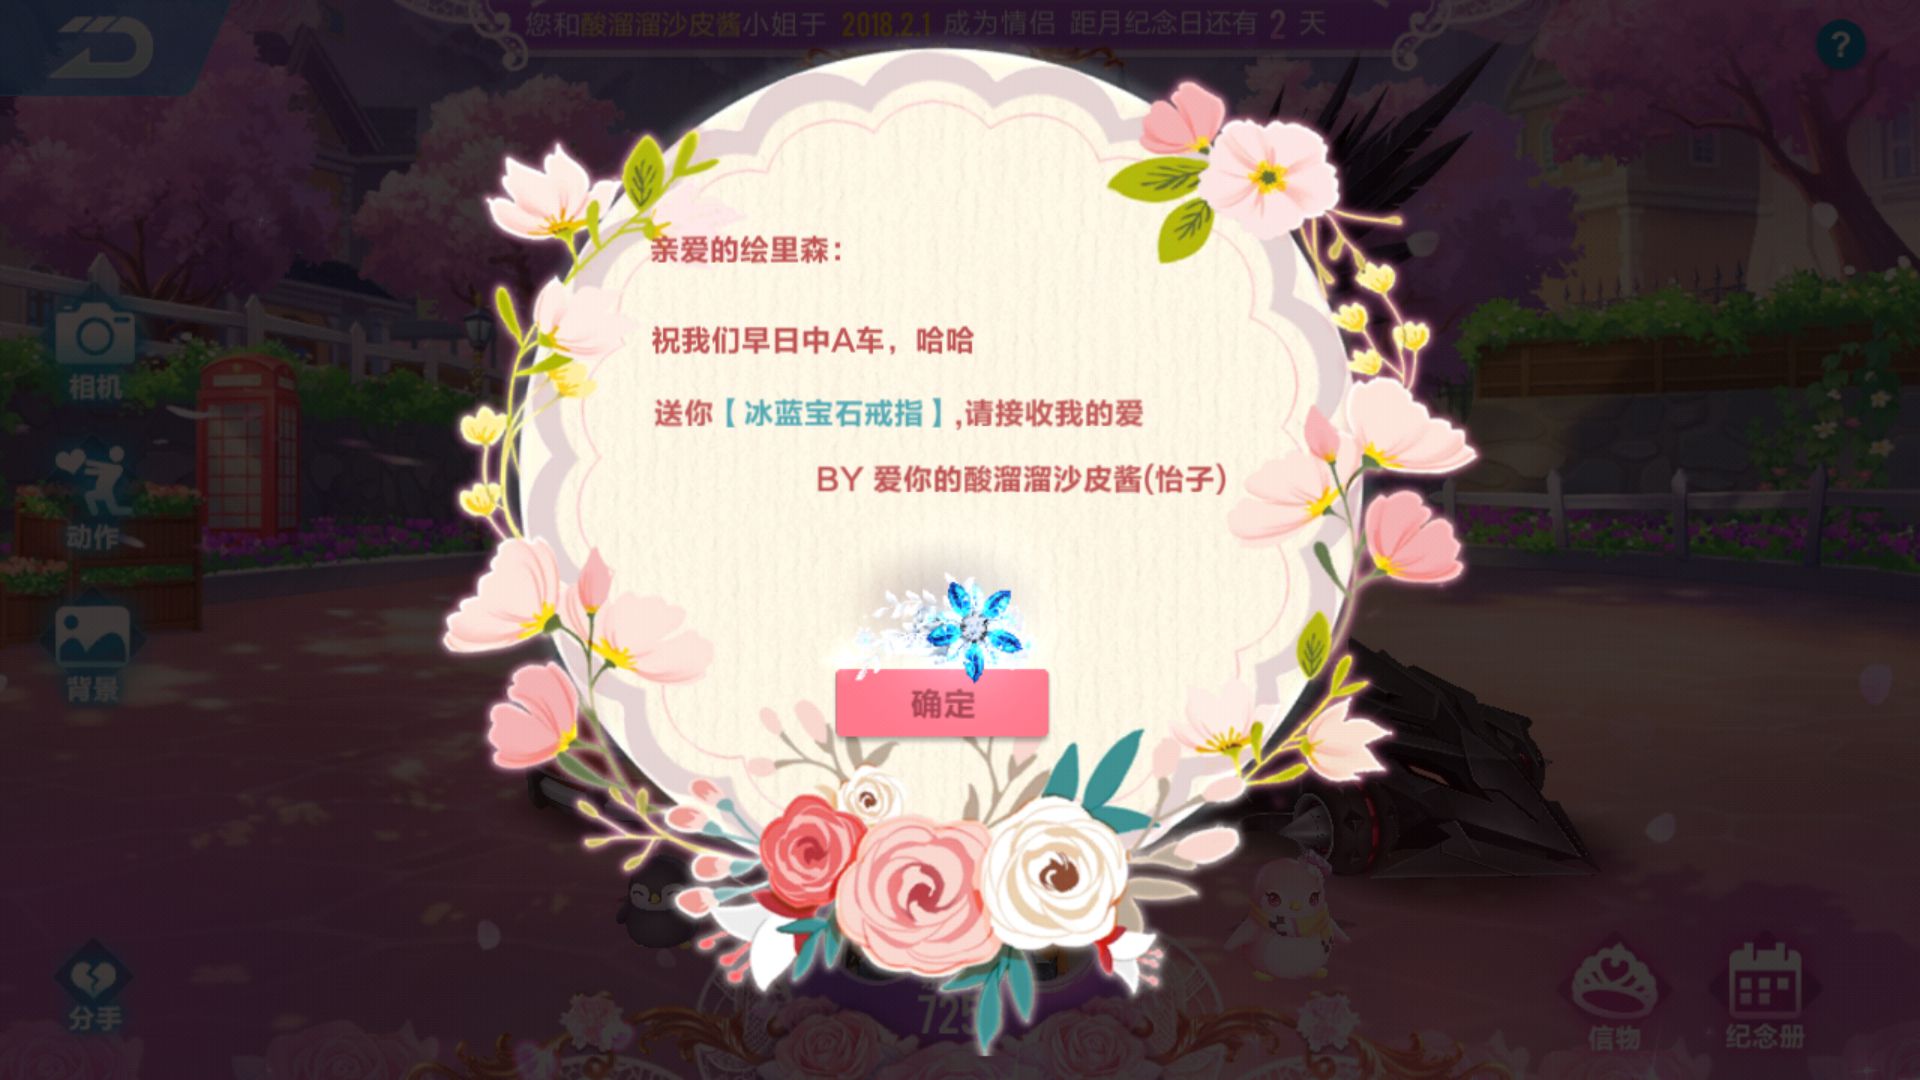 您和酸溜溜沙皮酱小姐于 2018.2.1 成为情侣 距月纪念日还有 2 天
?
亲爱的绘里森：
祝我们早日中A车，哈哈
送你【冰蓝宝石戒指】,请接收我的爱
BY 爱你的酸溜溜沙皮酱(怡子)
确定
相机
动作
背景
分手
725
信物
纪念册